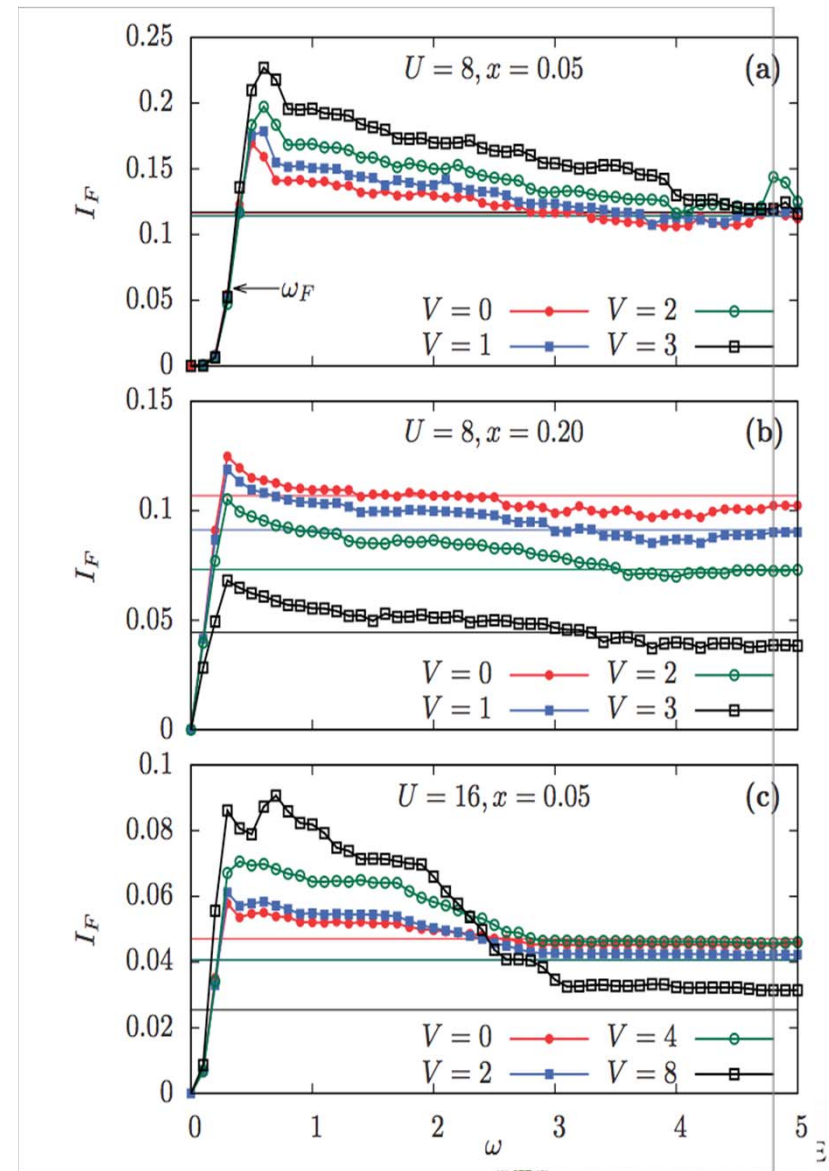 0.25
U = 8, x = 0.05 (a)
0.2
0.15
I_F
0.1
0.05
ω_F
V = 0 V = 2
V = 1 V = 3
0
0.15
U = 8, x = 0.20 (b)
0.1
I_F
0.05
V = 0 V = 2
V = 1 V = 3
0
0.1
U = 16, x = 0.05 (c)
0.08
0.06
I_F
0.04
0.02
V = 0 V = 4
V = 2 V = 8
0
0 1 2 3 4 5
ω